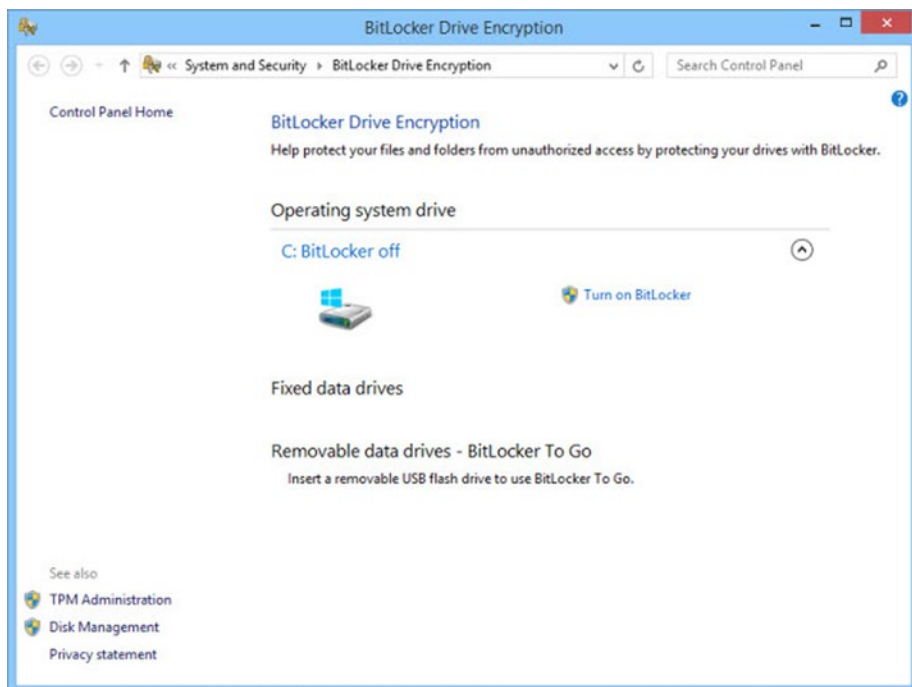 BitLocker Drive Encryption
« System and Security ▸ BitLocker Drive Encryption
Search Control Panel
Control Panel Home
BitLocker Drive Encryption
Help protect your files and folders from unauthorized access by protecting your drives with BitLocker.
Operating system drive
C: BitLocker off
Turn on BitLocker
Fixed data drives
Removable data drives - BitLocker To Go
Insert a removable USB flash drive to use BitLocker To Go.
See also
TPM Administration
Disk Management
Privacy statement